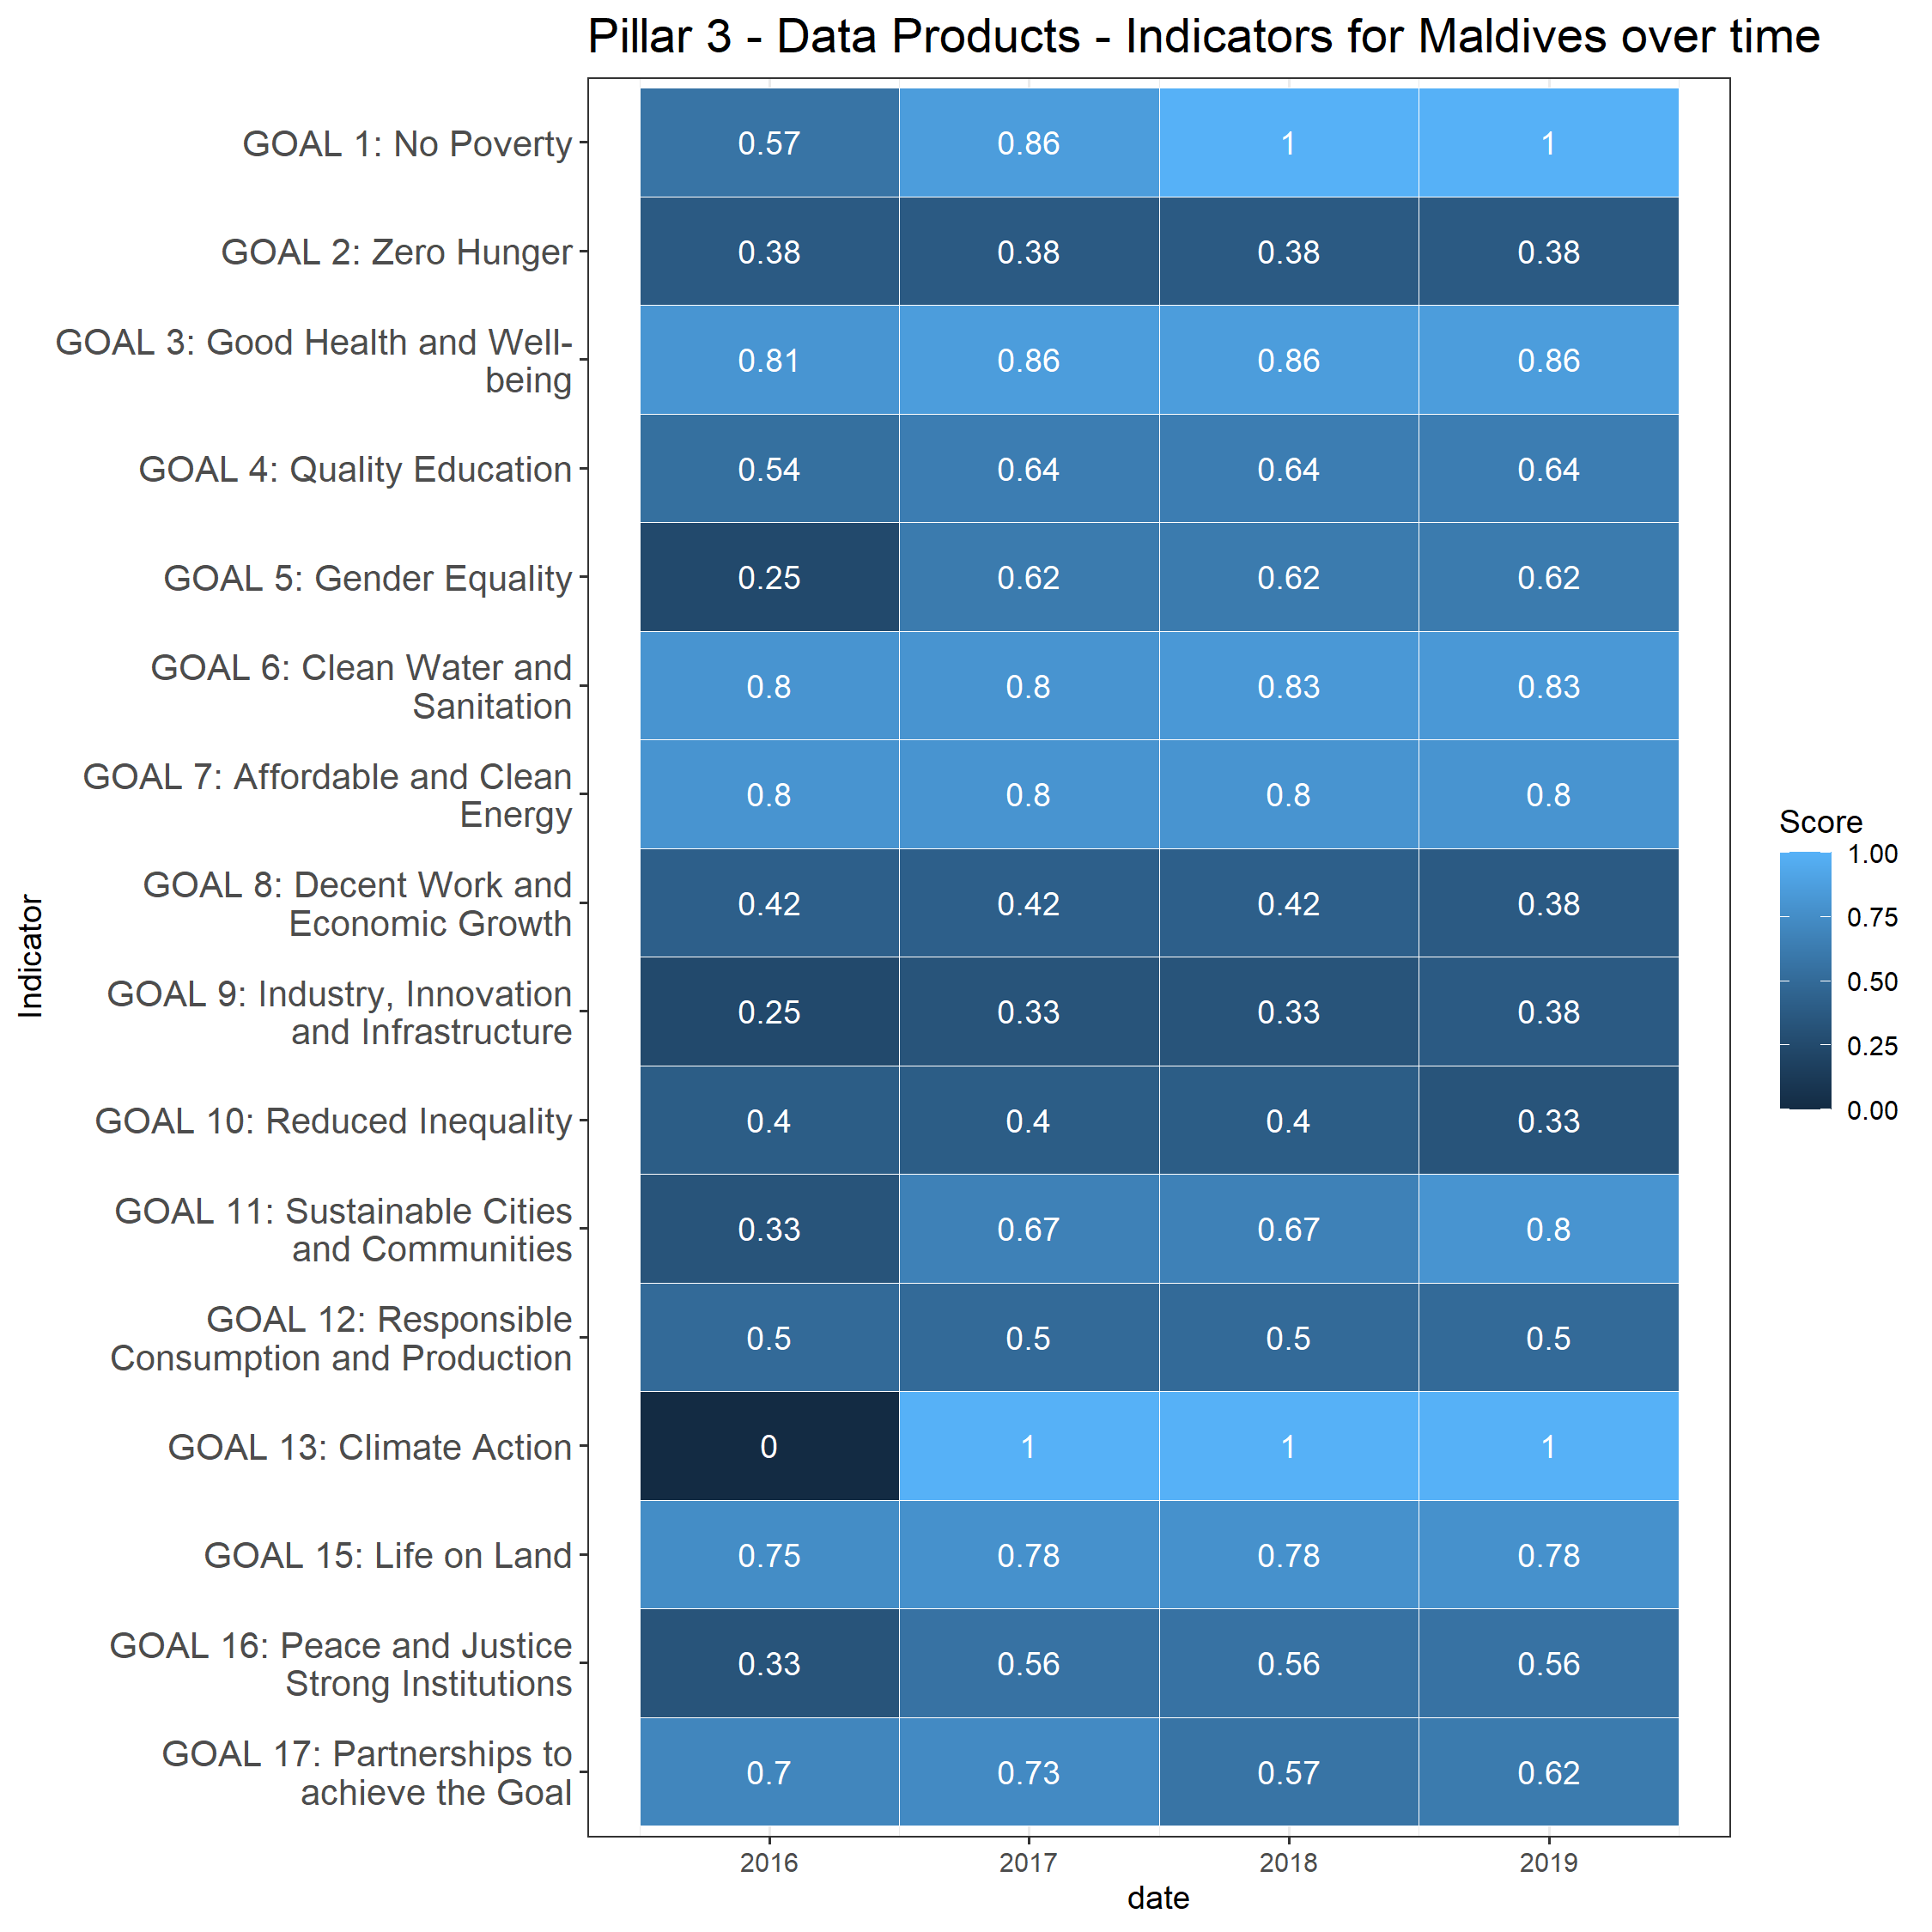 Pillar 3 - Data Products - Indicators for Maldives over time
Indicator
GOAL 1: No Poverty
0.57 0.86 1 1
GOAL 2: Zero Hunger
0.38 0.38 0.38 0.38
GOAL 3: Good Health and Well-
being
0.81 0.86 0.86 0.86
GOAL 4: Quality Education
0.54 0.64 0.64 0.64
GOAL 5: Gender Equality
0.25 0.62 0.62 0.62
GOAL 6: Clean Water and
Sanitation
0.8 0.8 0.83 0.83
GOAL 7: Affordable and Clean
Energy
0.8 0.8 0.8 0.8
GOAL 8: Decent Work and
Economic Growth
0.42 0.42 0.42 0.38
GOAL 9: Industry, Innovation
and Infrastructure
0.25 0.33 0.33 0.38
GOAL 10: Reduced Inequality
0.4 0.4 0.4 0.33
GOAL 11: Sustainable Cities
and Communities
0.33 0.67 0.67 0.8
GOAL 12: Responsible
Consumption and Production
0.5 0.5 0.5 0.5
GOAL 13: Climate Action
0 1 1 1
GOAL 15: Life on Land
0.75 0.78 0.78 0.78
GOAL 16: Peace and Justice
Strong Institutions
0.33 0.56 0.56 0.56
GOAL 17: Partnerships to
achieve the Goal
0.7 0.73 0.57 0.62
2016 2017 2018 2019
date
Score
1.00
0.75
0.50
0.25
0.00